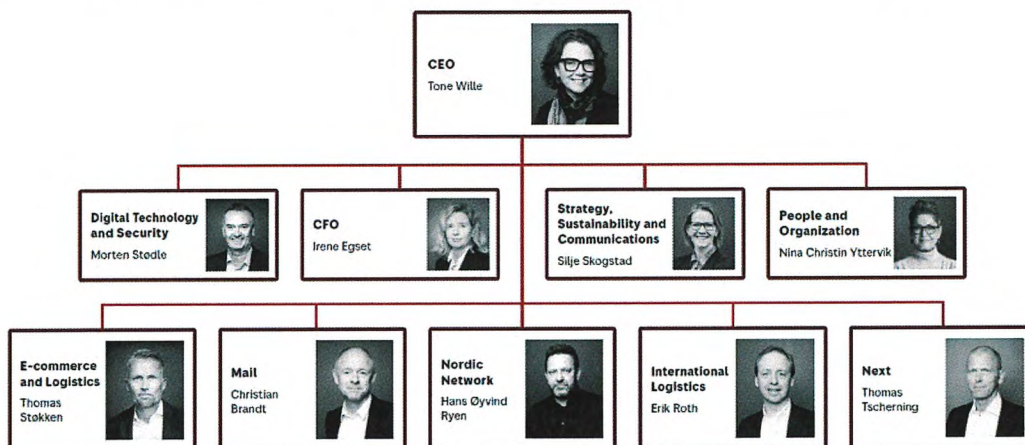 CEO
Tone Wille
Digital Technology
and Security
Morten Stødle
CFO
Irene Egset
Strategy,
Sustainability and
Communications
Silje Skogstad
People and
Organization
Nina Christin Yttervik
E-commerce
and Logistics
Thomas
Støkken
Mail
Christian
Brandt
Nordic
Network
Hans Øyvind
Ryen
International
Logistics
Erik Roth
Next
Thomas
Tscherning